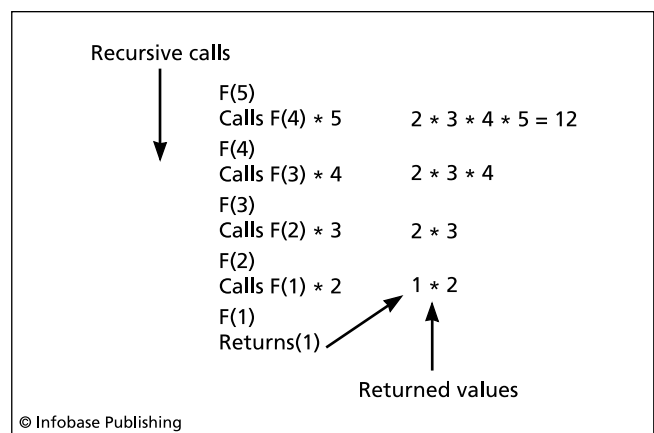 Recursive calls
F(5)
Calls F(4) * 5 2 * 3 * 4 * 5 = 12
F(4)
Calls F(3) * 4 2 * 3 * 4
F(3)
Calls F(2) * 3 2 * 3
F(2)
Calls F(1) * 2 1 * 2
F(1)
Returns(1)
Returned values
© Infobase Publishing